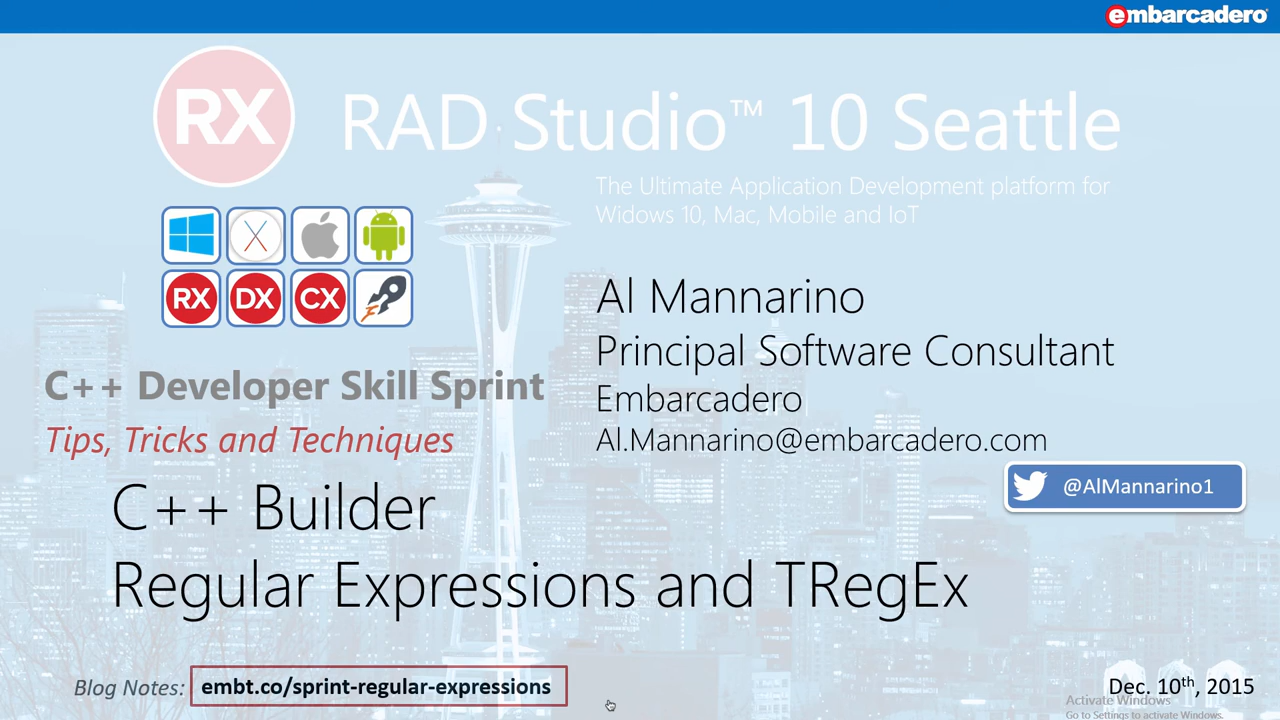 embarcadero
RX
RAD Studio™ 10 Seattle
The Ultimate Application Development platform for
Widows 10, Mac, Mobile and IoT
X
RX DX CX F
Al Mannarino
Principal Software Consultant
Embarcadero
Al.Mannarino@embarcadero.com
@AlMannarino1
C++ Developer Skill Sprint
Tips, Tricks and Techniques
C++ Builder
Regular Expressions and TRegEx
Blog Notes: embt.co/sprint-regular-expressions
Dec. 10th, 2015
Activate Windows
Go to Settings to activate Windows.